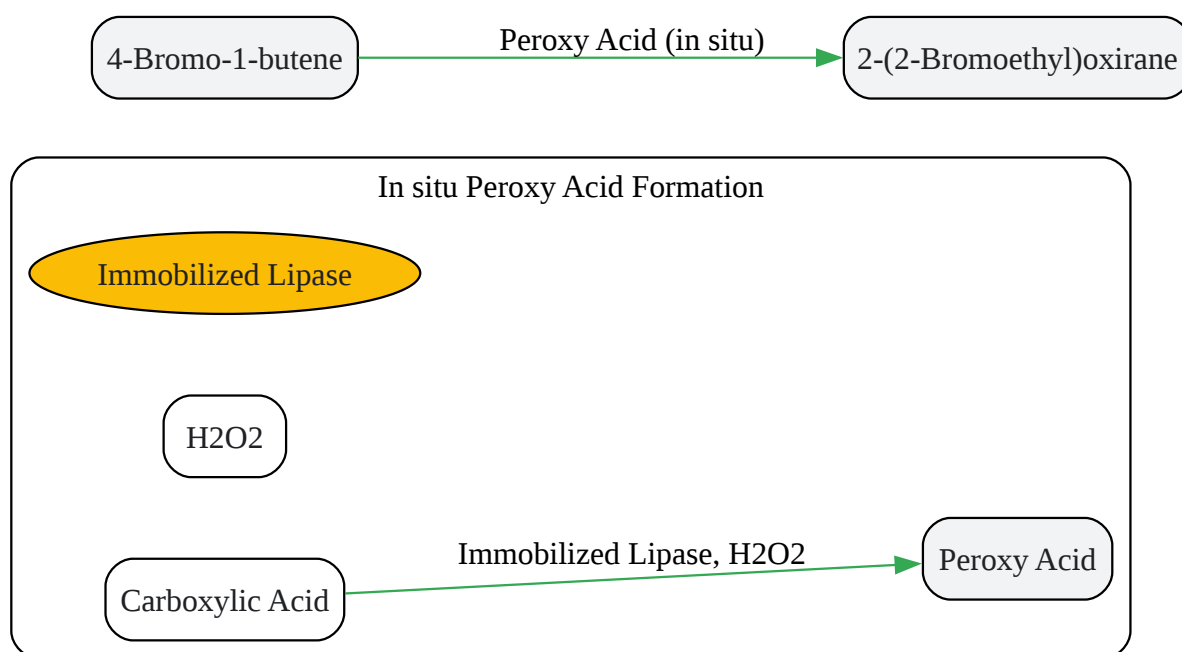 4-Bromo-1-butene
Peroxy Acid (in situ)
2-(2-Bromoethyl)oxirane
In situ Peroxy Acid Formation
Immobilized Lipase
H2O2
Carboxylic Acid
Immobilized Lipase, H2O2
Peroxy Acid